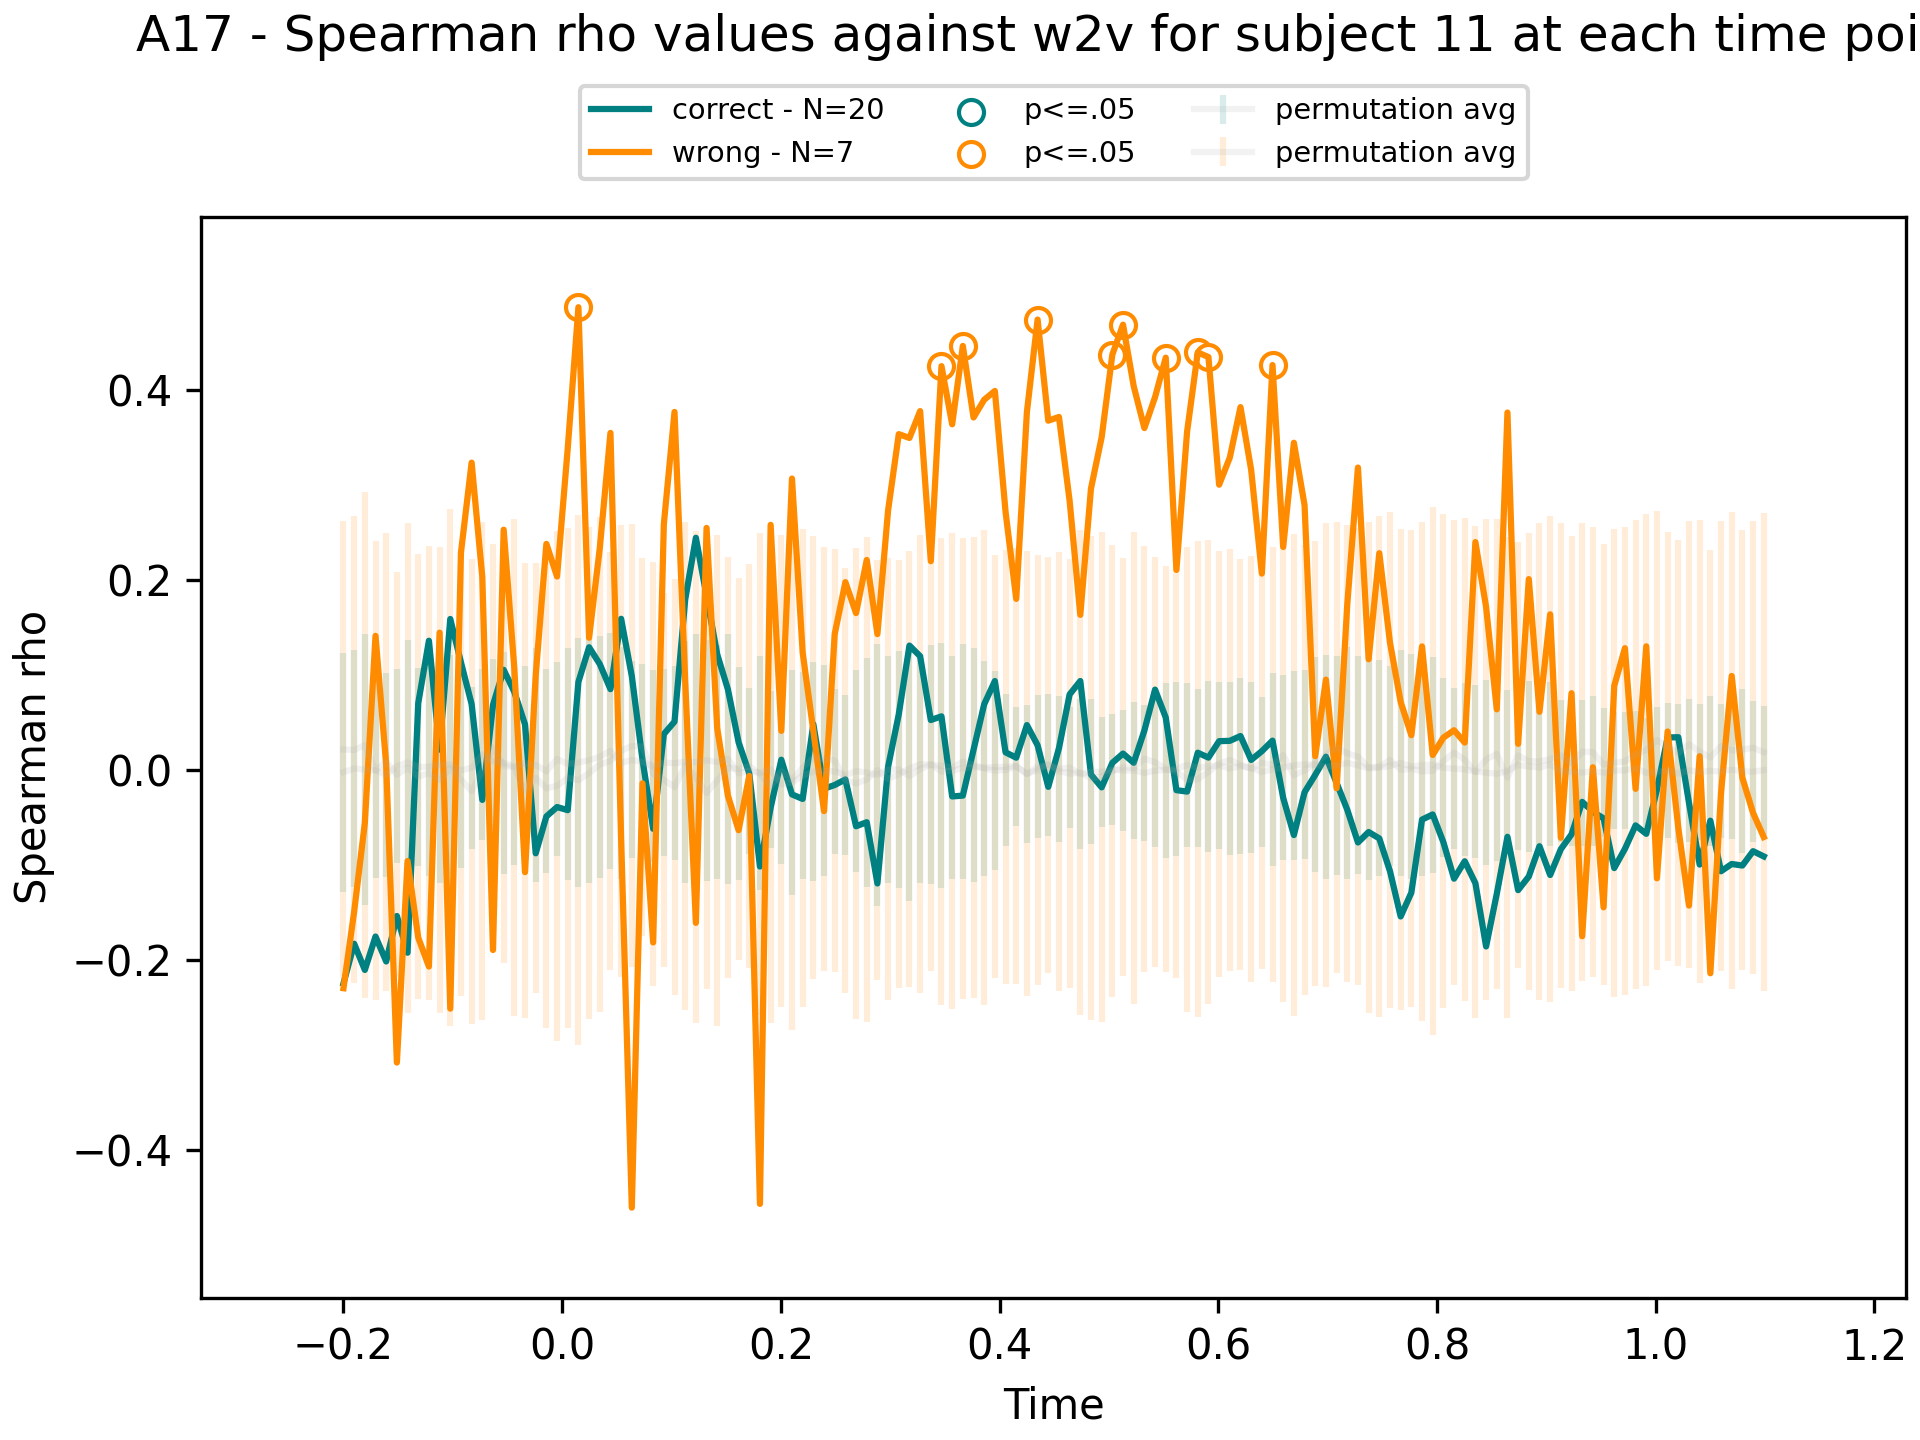 A17 - Spearman rho values against w2v for subject 11 at each time poi
correct - N=20 p<=.05 permutation avg
wrong - N=7 p<=.05 permutation avg
Spearman rho
0.4
0.2
0.0
−0.2
−0.4
−0.2 0.0 0.2 0.4 0.6 0.8 1.0 1.2
Time